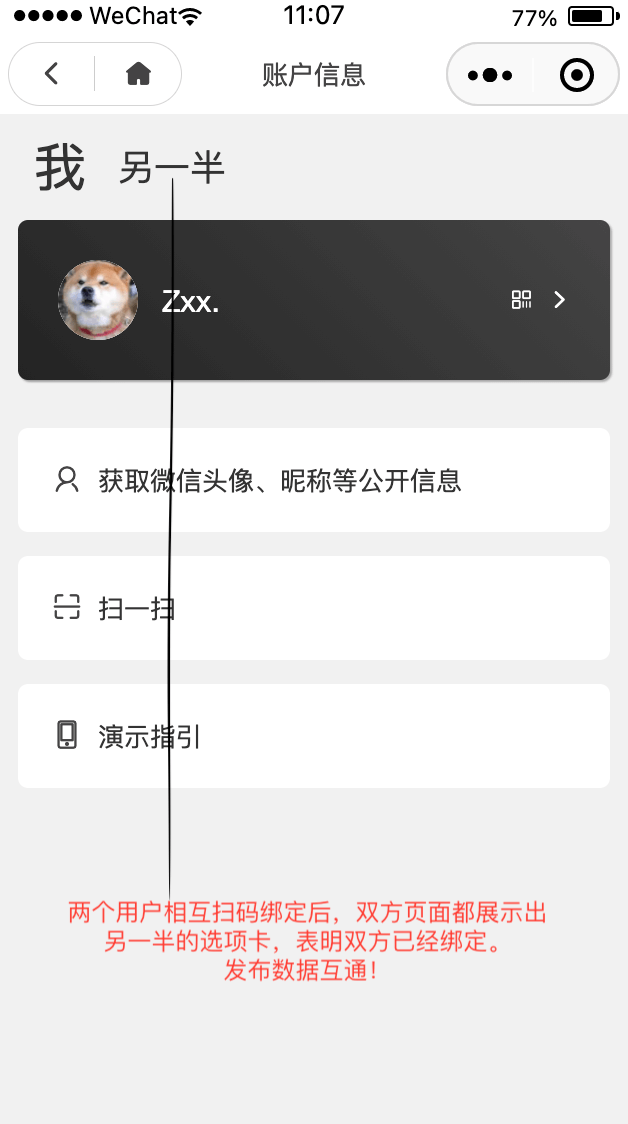 ●●●●● WeChat 11:07 77%
账户信息
我 另一半
Zxx.
获取微信头像、昵称等公开信息
扫一扫
演示指引
两个用户相互扫码绑定后，双方页面都展示出
另一半的选项卡，表明双方已经绑定。
发布数据互通！